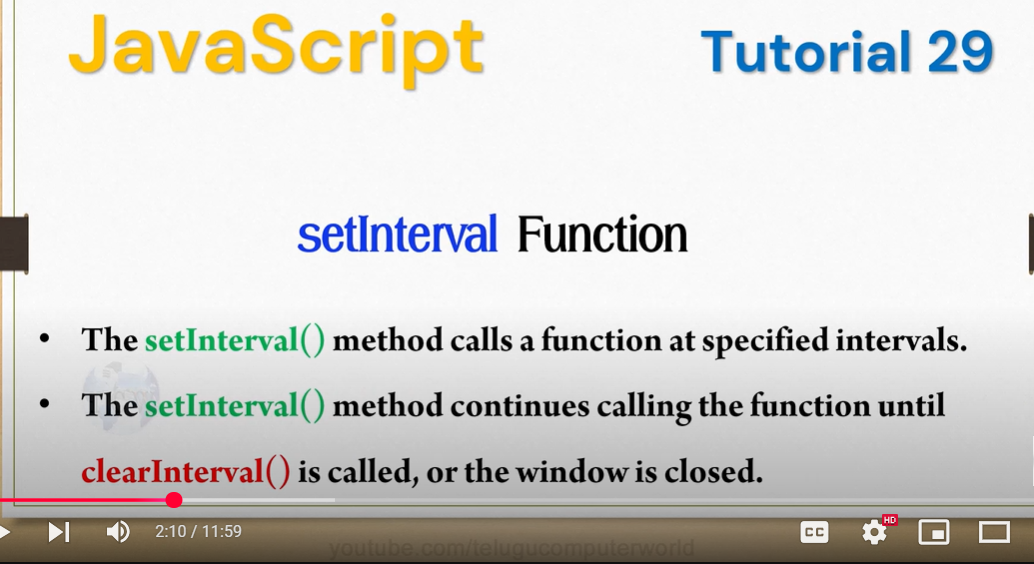 JavaScript
Tutorial 29
setInterval Function
• The setInterval() method calls a function at specified intervals.
• The setInterval() method continues calling the function until
clearInterval() is called, or the window is closed.
2:10 / 11:59
CC
HD
youtube.com/telugucomputerworld